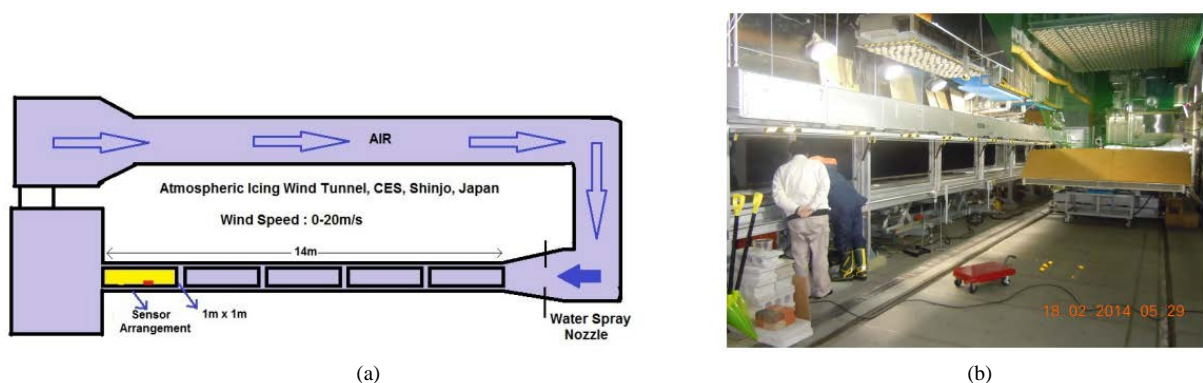 AIR
Atmospheric Icing Wind Tunnel, CES, Shinjo, Japan
Wind Speed : 0-20m/s
14m
Sensor
Arrangement
1m x 1m
Water Spray
Nozzle
18 02 2014 05 29
(a)
(b)